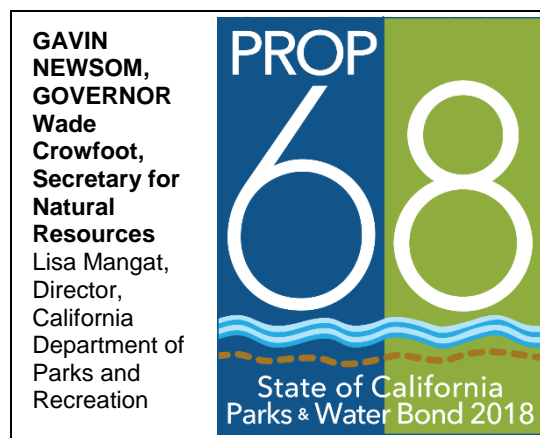 GAVIN
NEWSOM,
GOVERNOR
Wade
Crowfoot,
Secretary for
Natural
Resources
Lisa Mangat,
Director,
California
Department of
Parks and
Recreation
PROP
68
State of California
Parks & Water Bond 2018